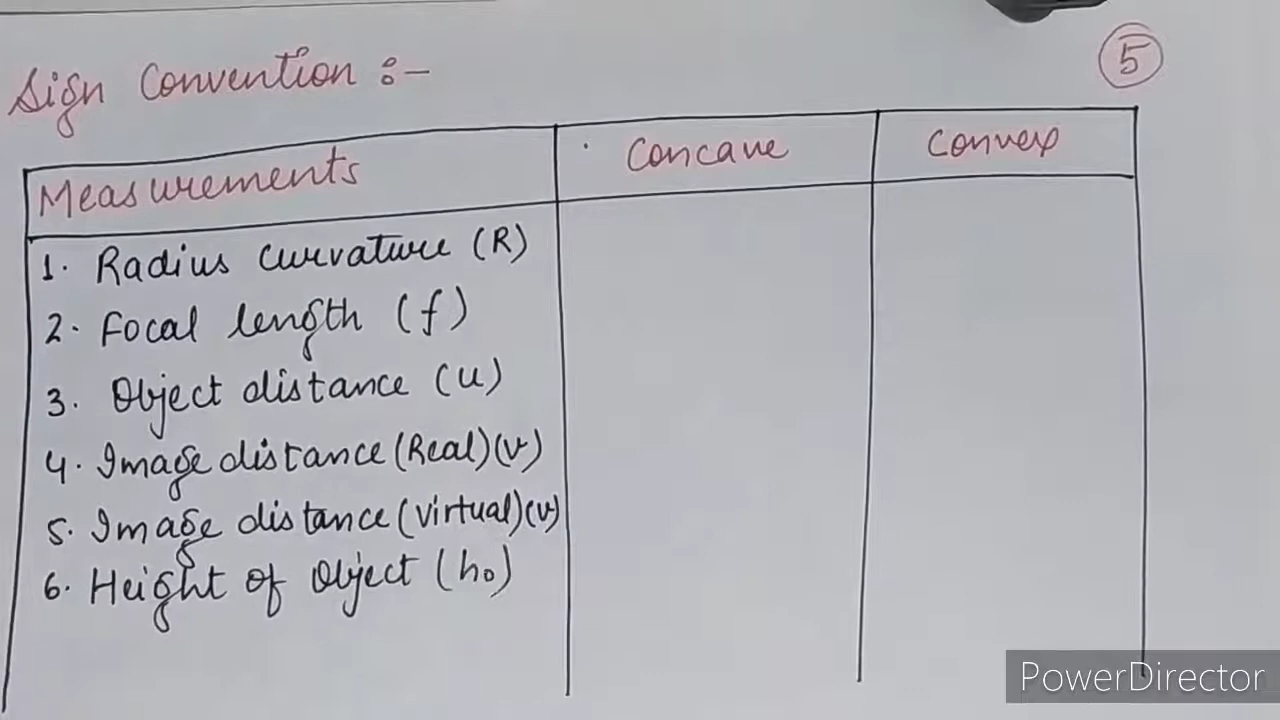 Sign Convention :-
5
Measurements
Concave
Convex
1. Radius curvature (R)
2. Focal length (f)
3. Object distance (u)
4. Image distance (Real) (v)
5. Image distance (virtual) (v)
6. Height of Object (ho)
PowerDirector